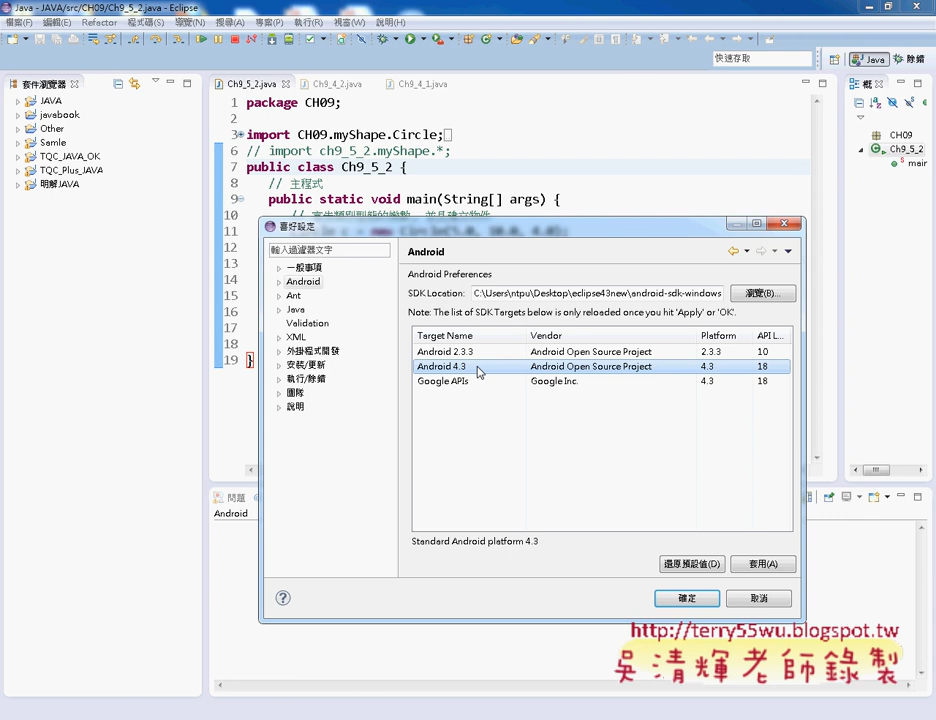 Java - JAVA/src/CH09/Ch9_5_2.java - Eclipse
檔案(F) 編輯(E) Refactor 程式碼(S) 導覽(N) 搜尋(A) 專案(P) 執行(R) 視窗(W) 說明(H)
快速存取
Java 除錯
套件瀏覽器
JAVA
javabook
Other
Samle
TQC_JAVA_OK
TQC_Plus_JAVA
明解JAVA
Ch9_5_2.java Ch9_4_2.java Ch9_4_1.java
1 package CH09;
2
3 import CH09.myShape.Circle;
6 // import ch9_5_2.myShape.*;
7 public class Ch9_5_2 {
8 // 主程式
9 public static void main(String[] args) {
10
11
12
13
14
15
16
17
18
19 }
概
CH09
Ch9_5_2
main
喜好設定
輸入過濾器文字
一般事項
Android
Ant
Java
Validation
XML
外掛程式開發
安裝/更新
執行/除錯
團隊
說明
Android
Android Preferences
SDK Location: C:\Users\ntpu\Desktop\eclipse43new\android-sdk-windows 瀏覽(B)...
Note: The list of SDK Targets below is only reloaded once you hit 'Apply' or 'OK'.
Target Name Vendor Platform API L...
Android 2.3.3 Android Open Source Project 2.3.3 10
Android 4.3 Android Open Source Project 4.3 18
Google APIs Google Inc. 4.3 18
Standard Android platform 4.3
還原預設值(D) 套用(A)
確定 取消
問題
Android
http://terry55wu.blogspot.tw
吳清輝老師錄製